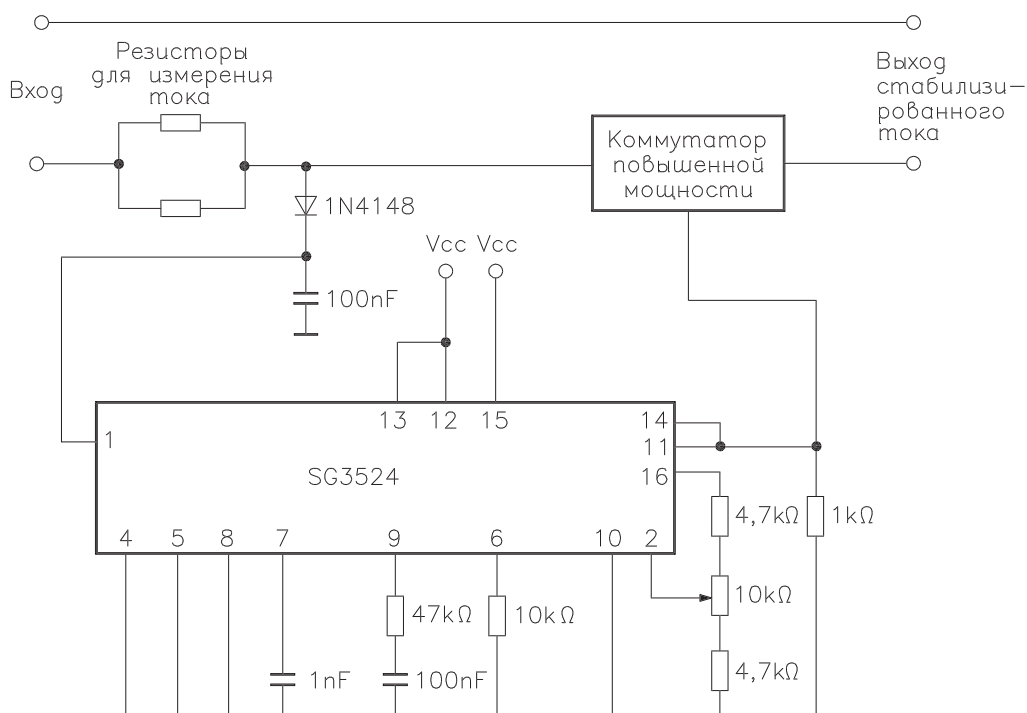 Резисторы
для измерения
тока
Вход
Выход
стабилизи–
рованного
тока
Коммутатор
повышенной
мощности
1N4148
Vcc Vcc
100nF
13 12 15
14
11
16
1
SG3524
4,7kΩ 1kΩ
4 5 8 7 9 6 10 2
10kΩ
47kΩ 10kΩ
1nF 100nF
4,7kΩ